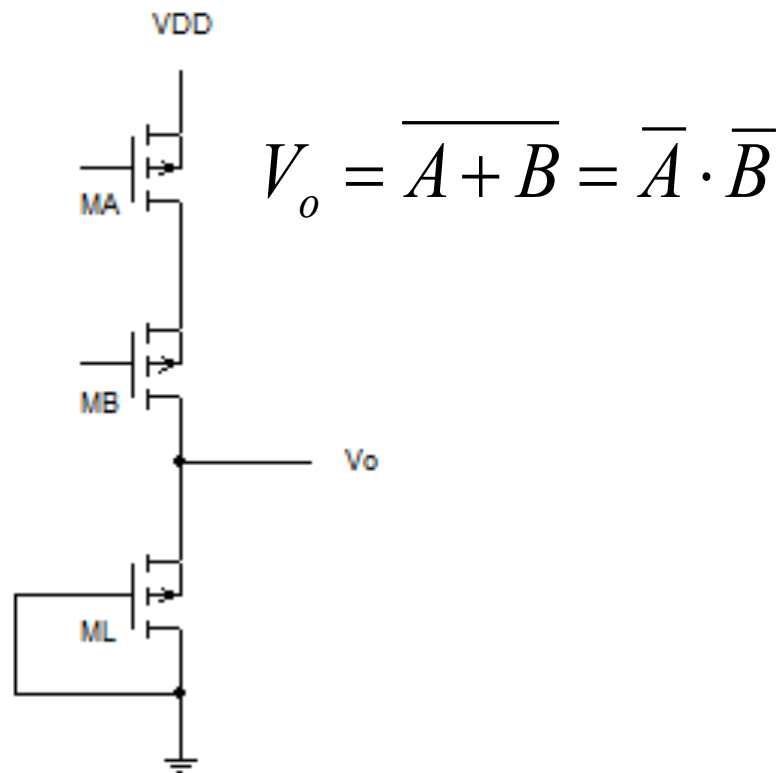 VDD
V_o = \overline{A + B} = \overline{A} \cdot \overline{B}
MA
MB
Vo
ML